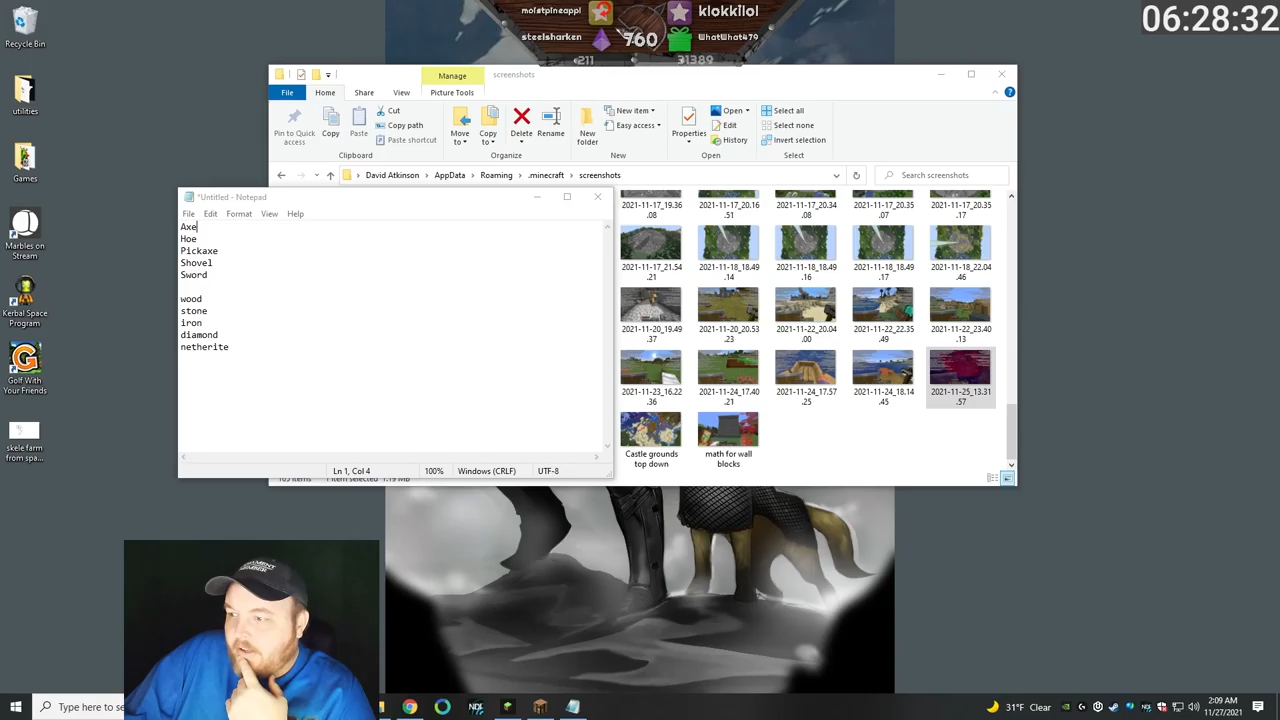 moistpineappl
klokkilol
steelsharken
760
WhatWhat479
211
31389
06:28:32
Recycle Bin
utilities
Games
Marbles on
Stream
Kerbal Space
Program
Golf With
Your Friends
skele farm
from spa...
Manage
screenshots
File
Home
Share
View
Picture Tools
Pin to Quick
access
Copy
Paste
Cut
Copy path
Paste shortcut
Move
to
Copy
to
Delete
Rename
New
folder
New item
Easy access
Properties
Open
Edit
History
Select all
Select none
Invert selection
Clipboard
Organize
New
Open
Select
David Atkinson
AppData
Roaming
.minecraft
screenshots
Search screenshots
*Untitled - Notepad
File Edit Format View Help
Axe
Hoe
Pickaxe
Shovel
Sword
wood
stone
iron
diamond
netherite
Ln 1, Col 4
100%
Windows (CRLF)
UTF-8
2021-11-17_19.36
.08
2021-11-17_20.16
.51
2021-11-17_20.34
.08
2021-11-17_20.35
.07
2021-11-17_20.35
.17
2021-11-17_21.54
.21
2021-11-18_18.49
.14
2021-11-18_18.49
.16
2021-11-18_18.49
.17
2021-11-18_22.04
.46
2021-11-20_19.49
.37
2021-11-20_20.53
.23
2021-11-22_20.04
.00
2021-11-22_22.35
.49
2021-11-22_23.40
.13
2021-11-23_16.22
.36
2021-11-24_17.40
.21
2021-11-24_17.57
.25
2021-11-24_18.14
.45
2021-11-25_13.31
.57
Castle grounds
top down
math for wall
blocks
1 item selected 1.19 MB
Type here to se
31°F Clear
2:09 AM
11/27/2021